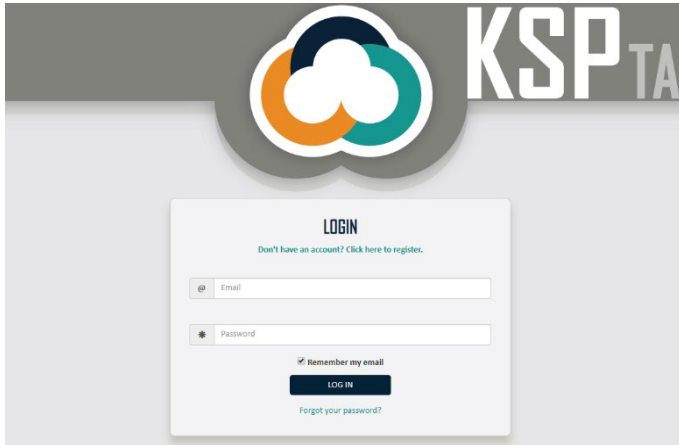 KSP TA
LOGIN
Don't have an account? Click here to register.
@ Email
✱ Password
Remember my email
LOG IN
Forgot your password?